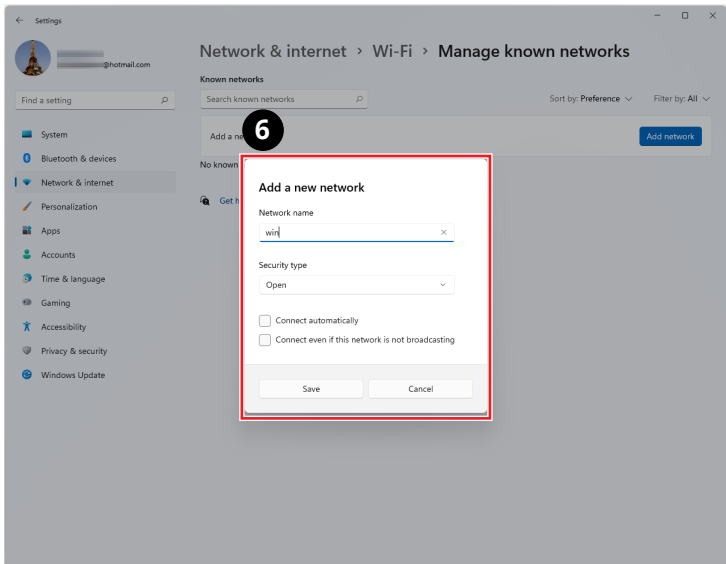 Settings
@hotmail.com
Find a setting
System
Bluetooth & devices
Network & internet
Personalization
Apps
Accounts
Time & language
Gaming
Accessibility
Privacy & security
Windows Update
Network & internet > Wi-Fi > Manage known networks
Known networks
Search known networks
Sort by: Preference
Filter by: All
Add a ne
Add network
6
No known
Get h
Add a new network
Network name
win
Security type
Open
Connect automatically
Connect even if this network is not broadcasting
Save
Cancel